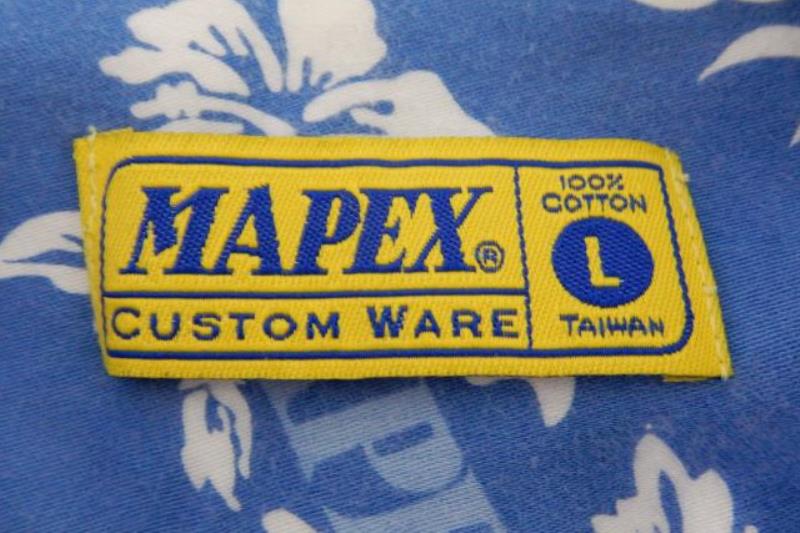 MAPEX®
CUSTOM WARE
100%
COTTON
L
TAIWAN